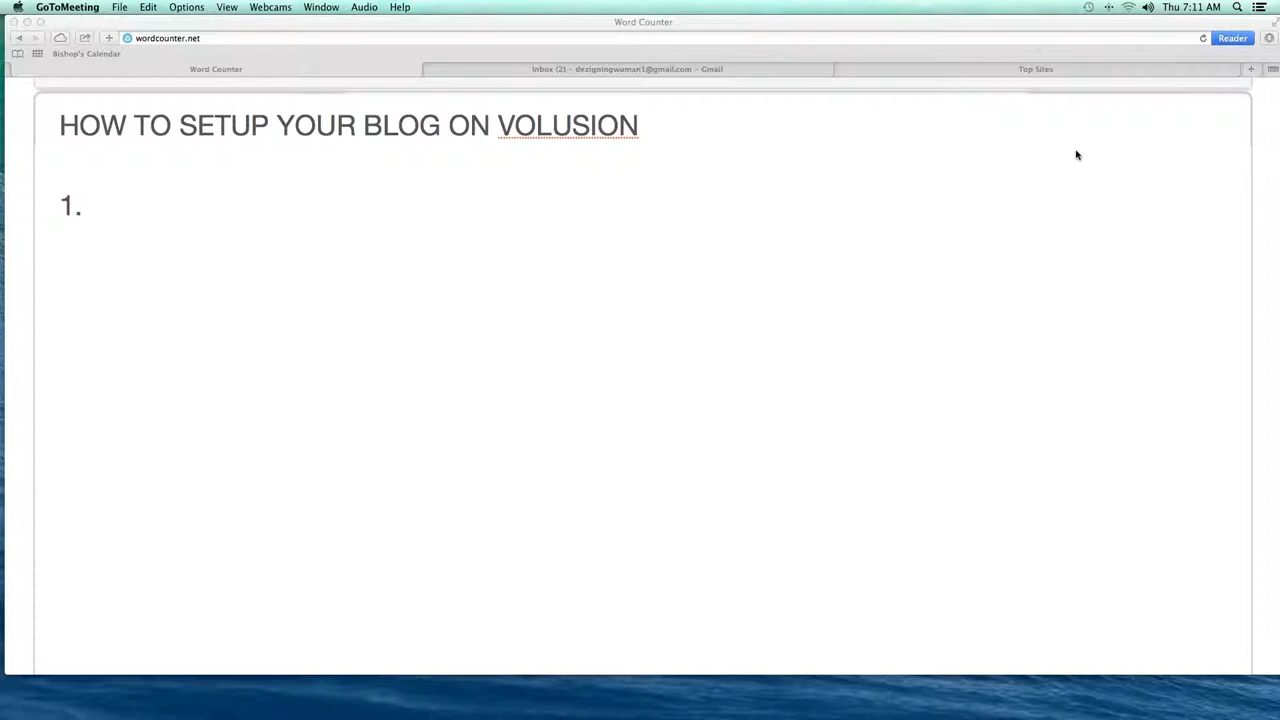 GoToMeeting File Edit Options View Webcams Window Audio Help Thu 7:11 AM
Word Counter
wordcounter.net Reader
Bishop's Calendar
Word Counter Inbox (2) – dezigningwoman1@gmail.com – Gmail Top Sites +
HOW TO SETUP YOUR BLOG ON VOLUSION
1.